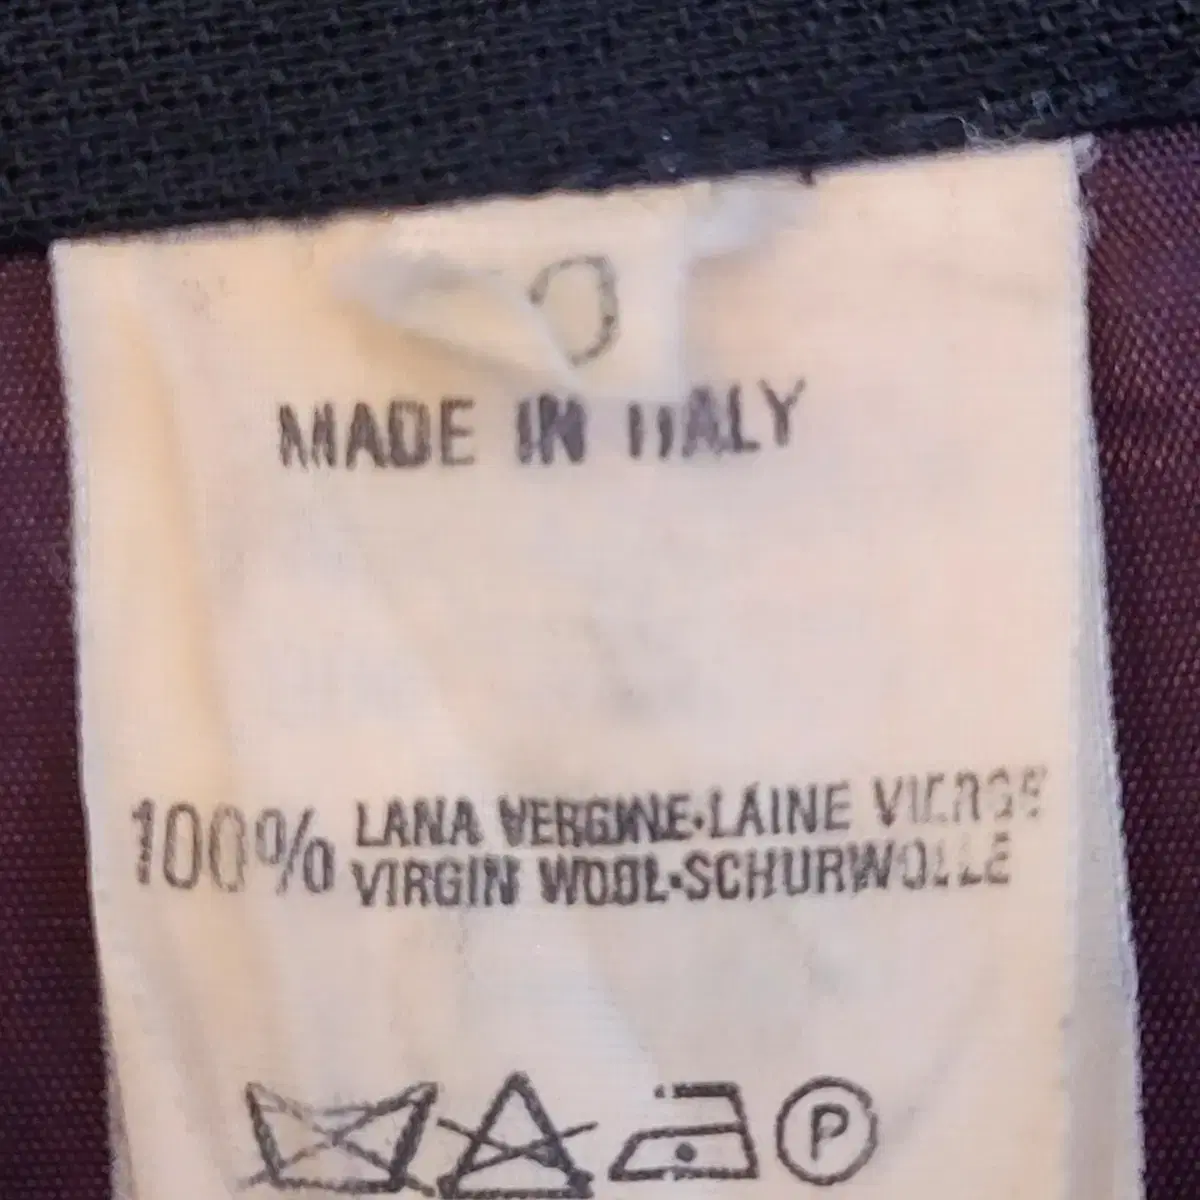 MADE IN ITALY
100% LANA VERGINE·LAINE VIERGE
VIRGIN WOOL·SCHURWOLLE
P